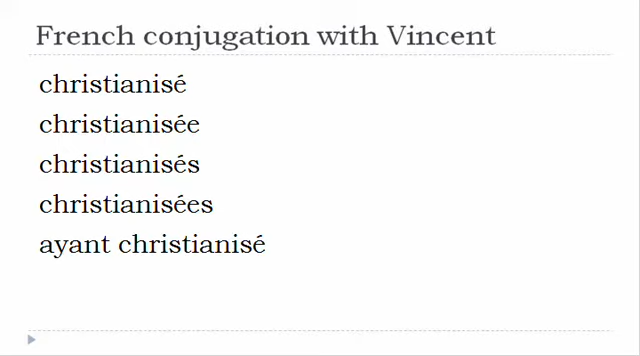 French conjugation with Vincent
christianisé
christianisée
christianisés
christianisées
ayant christianisé